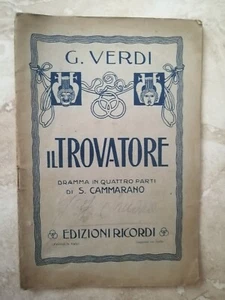 G. VERDI
IL TROVATORE
DRAMMA IN QUATTRO PARTI
DI S. CAMMARANO
EDIZIONI RICORDI